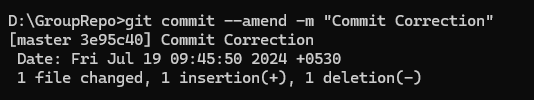 D:\GroupRepo>git commit --amend -m "Commit Correction"
[master 3e95c40] Commit Correction
 Date: Fri Jul 19 09:45:50 2024 +0530
 1 file changed, 1 insertion(+), 1 deletion(-)